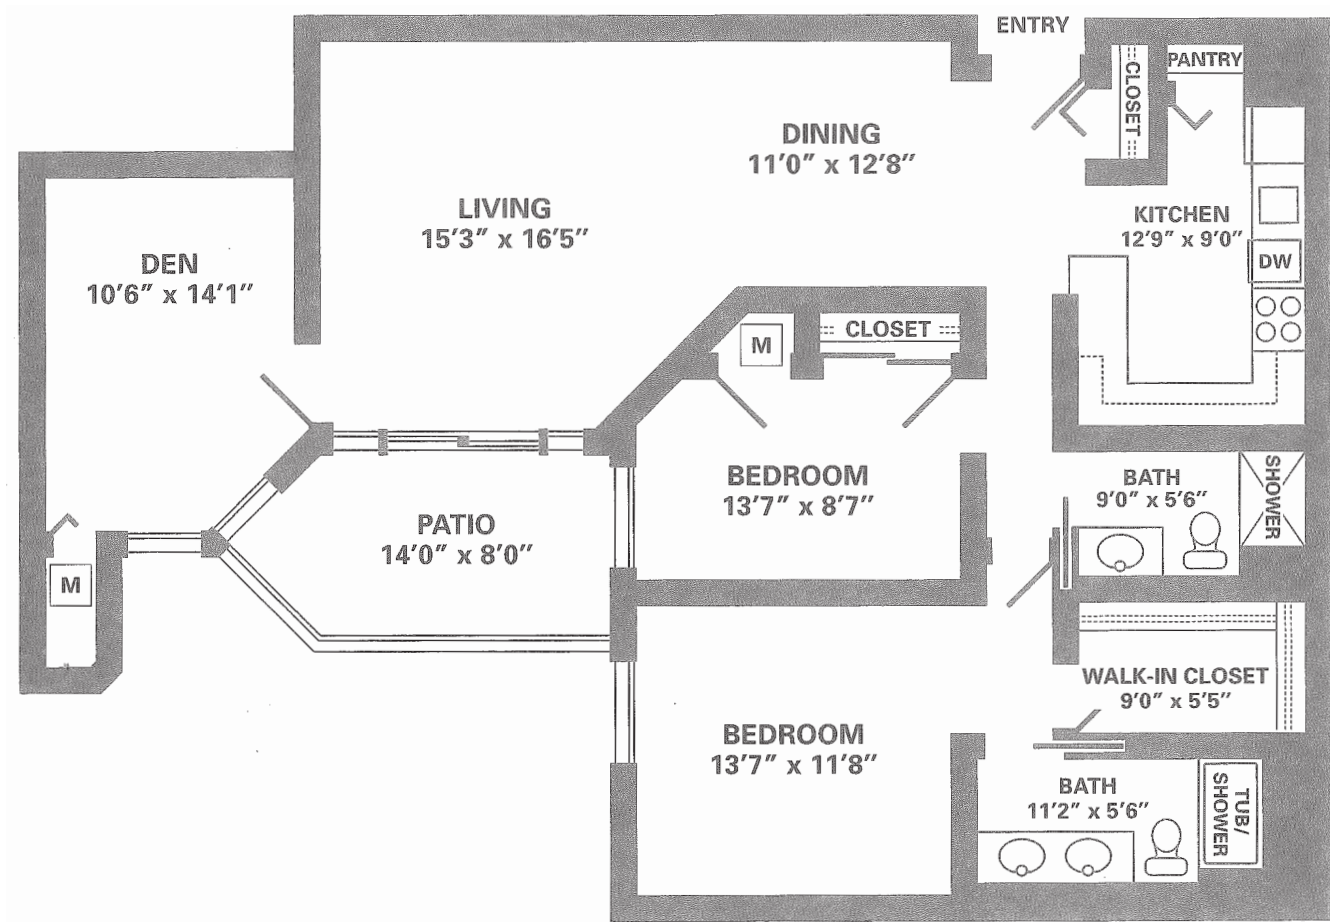 ENTRY
PANTRY
CLOSET
DINING
11'0" x 12'8"
LIVING
15'3" x 16'5"
KITCHEN
12'9" x 9'0"
DEN
10'6" x 14'1"
DW
M
CLOSET
BEDROOM
13'7" x 8'7"
BATH
9'0" x 5'6"
SHOWER
PATIO
14'0" x 8'0"
M
WALK-IN CLOSET
9'0" x 5'5"
BEDROOM
13'7" x 11'8"
BATH
11'2" x 5'6"
TUB/
SHOWER